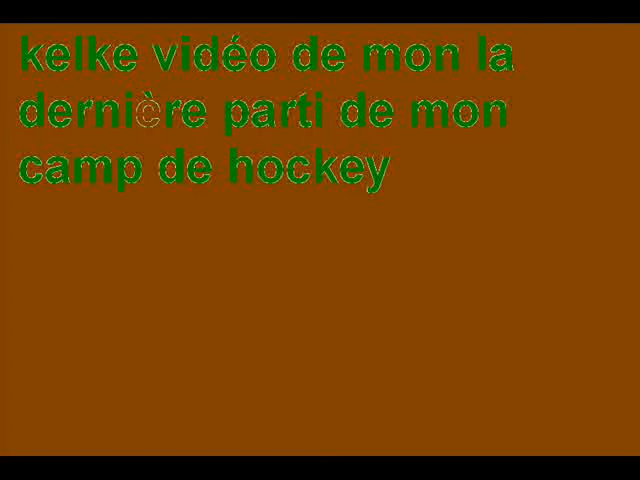 kelke vidéo de mon la
dernière parti de mon
camp de hockey